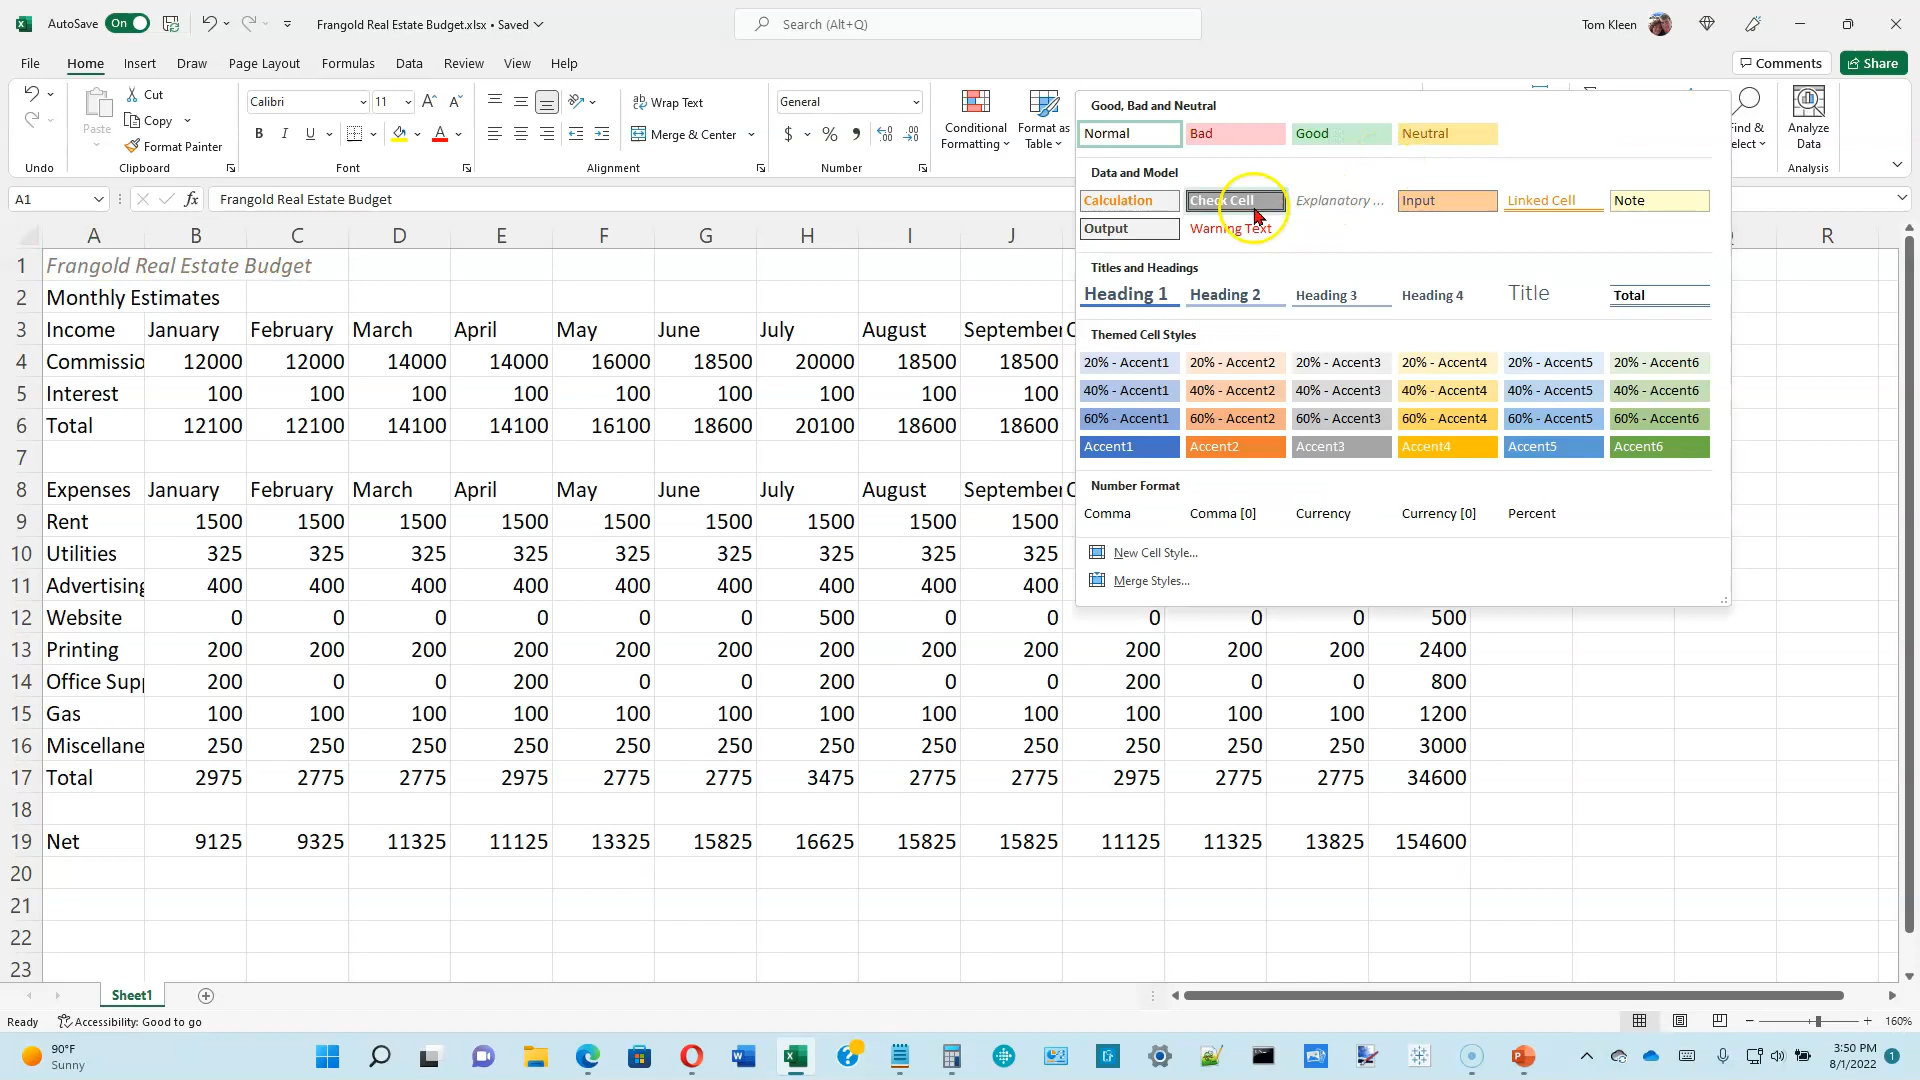 AutoSave On Frangold Real Estate Budget.xlsx • Saved Search (Alt+Q) Tom Kleen
File Home Insert Draw Page Layout Formulas Data Review View Help Comments Share
Undo
Paste Cut Copy Format Painter
Clipboard
Calibri 11
B I U A
Font
Wrap Text
Merge & Center
Alignment
General
$ % 9
Number
Conditional Formatting
Format as Table
Find &
Select
Analyze Data
Analysis
A1 fx Frangold Real Estate Budget
Good, Bad and Neutral
Normal Bad Good Neutral
Data and Model
Calculation Check Cell Explanatory ... Input Linked Cell Note
Output Warning Text
Titles and Headings
Heading 1 Heading 2 Heading 3 Heading 4 Title Total
Themed Cell Styles
20% - Accent1 20% - Accent2 20% - Accent3 20% - Accent4 20% - Accent5 20% - Accent6
40% - Accent1 40% - Accent2 40% - Accent3 40% - Accent4 40% - Accent5 40% - Accent6
60% - Accent1 60% - Accent2 60% - Accent3 60% - Accent4 60% - Accent5 60% - Accent6
Accent1 Accent2 Accent3 Accent4 Accent5 Accent6
Number Format
Comma Comma [0] Currency Currency [0] Percent
New Cell Style...
Merge Styles...
A B C D E F G H I J R
1 Frangold Real Estate Budget
2 Monthly Estimates
3 Income January February March April May June July August September
4 Commissio 12000 12000 14000 14000 16000 18500 20000 18500 18500
5 Interest 100 100 100 100 100 100 100 100 100
6 Total 12100 12100 14100 14100 16100 18600 20100 18600 18600
7
8 Expenses January February March April May June July August September
9 Rent 1500 1500 1500 1500 1500 1500 1500 1500 1500
10 Utilities 325 325 325 325 325 325 325 325 325
11 Advertising 400 400 400 400 400 400 400 400 400
12 Website 0 0 0 0 0 0 500 0 0 0 0 0 500
13 Printing 200 200 200 200 200 200 200 200 200 200 200 200 2400
14 Office Supp 200 0 0 200 0 0 200 0 0 200 0 0 800
15 Gas 100 100 100 100 100 100 100 100 100 100 100 100 1200
16 Miscellane 250 250 250 250 250 250 250 250 250 250 250 250 3000
17 Total 2975 2775 2775 2975 2775 2775 3475 2775 2775 2975 2775 2775 34600
18
19 Net 9125 9325 11325 11125 13325 15825 16625 15825 15825 11125 11325 13825 154600
20
21
22
23
Sheet1
Ready Accessibility: Good to go 160%
90°F
Sunny
3:50 PM
8/1/2022
1